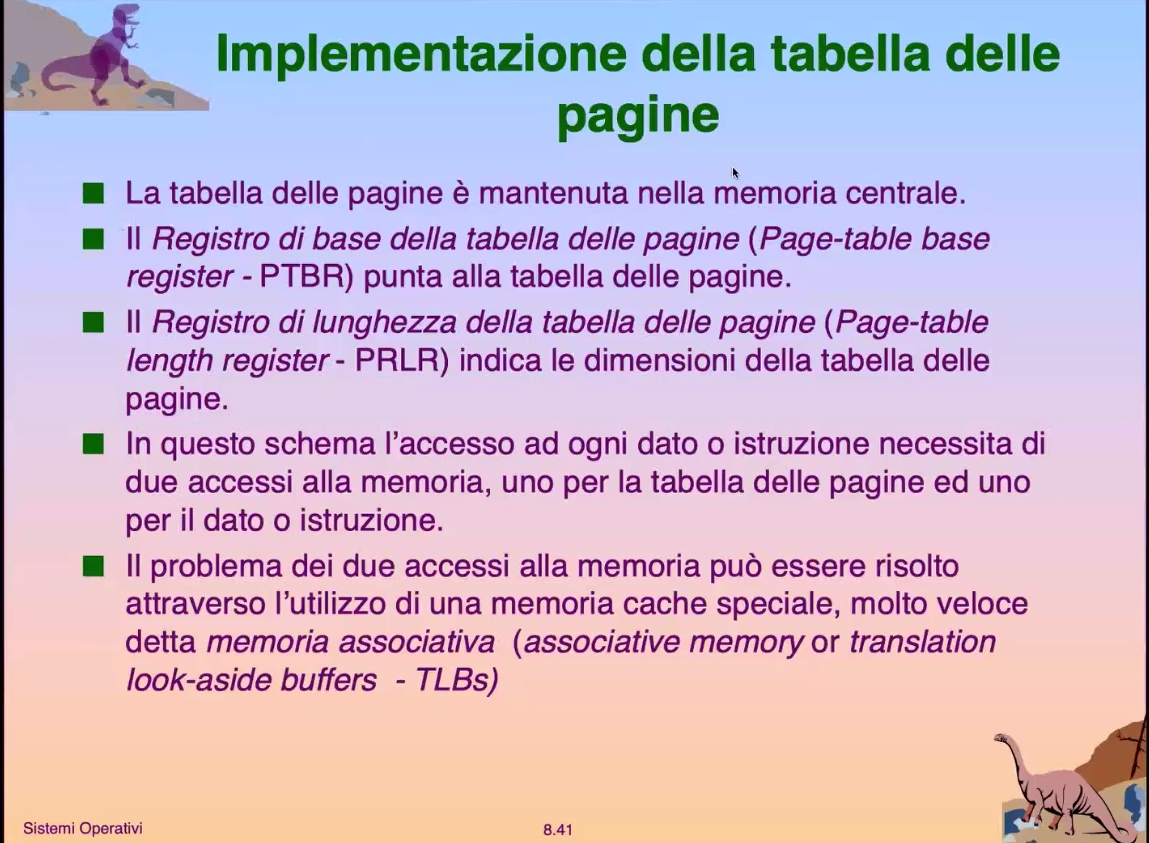 Implementazione della tabella delle
pagine
La tabella delle pagine è mantenuta nella memoria centrale.
Il Registro di base della tabella delle pagine (Page-table base
register - PTBR) punta alla tabella delle pagine.
Il Registro di lunghezza della tabella delle pagine (Page-table
length register - PRLR) indica le dimensioni della tabella delle
pagine.
In questo schema l'accesso ad ogni dato o istruzione necessita di
due accessi alla memoria, uno per la tabella delle pagine ed uno
per il dato o istruzione.
Il problema dei due accessi alla memoria può essere risolto
attraverso l'utilizzo di una memoria cache speciale, molto veloce
detta memoria associativa (associative memory or translation
look-aside buffers - TLBs)
Sistemi Operativi
8.41